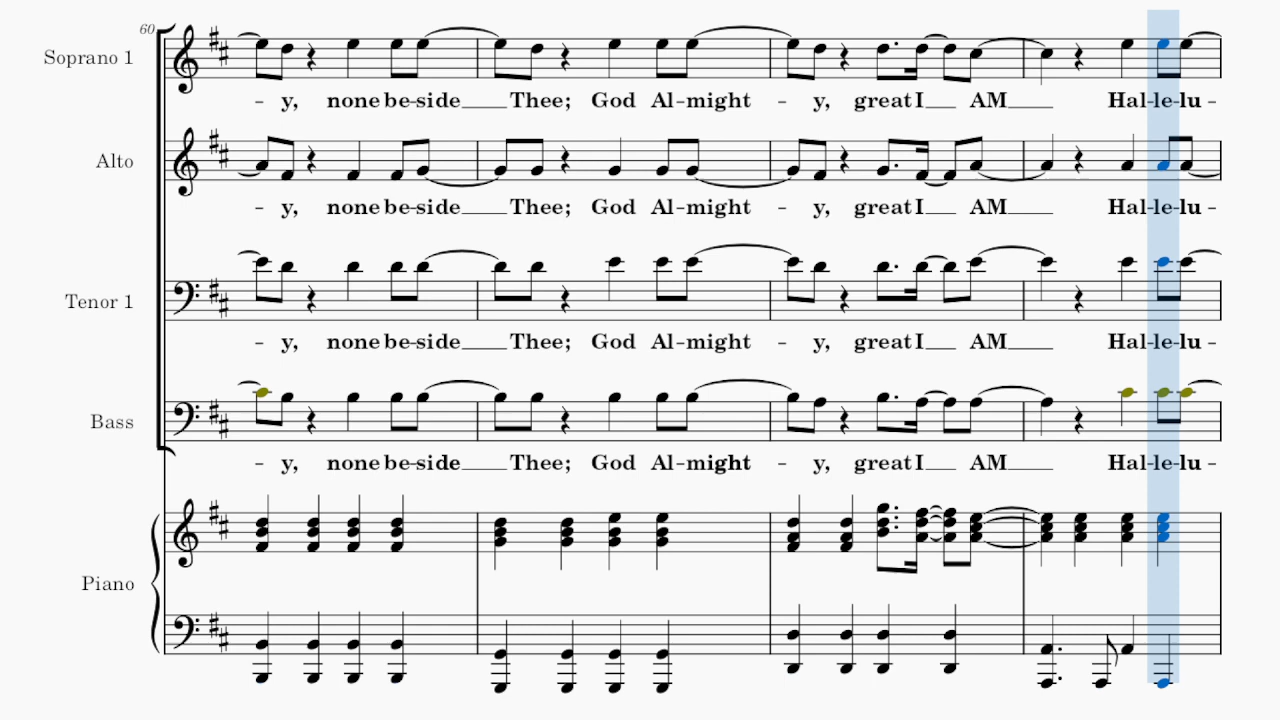 60
Soprano 1
- y, none be-side Thee; God Al-might - y, great I AM Hal-le-lu -
Alto
- y, none be-side Thee; God Al-might - y, great I AM Hal-le-lu -
Tenor 1
- y, none be-side Thee; God Al-might - y, great I AM Hal-le-lu -
Bass
- y, none be-side Thee; God Al-might - y, great I AM Hal-le-lu -
Piano